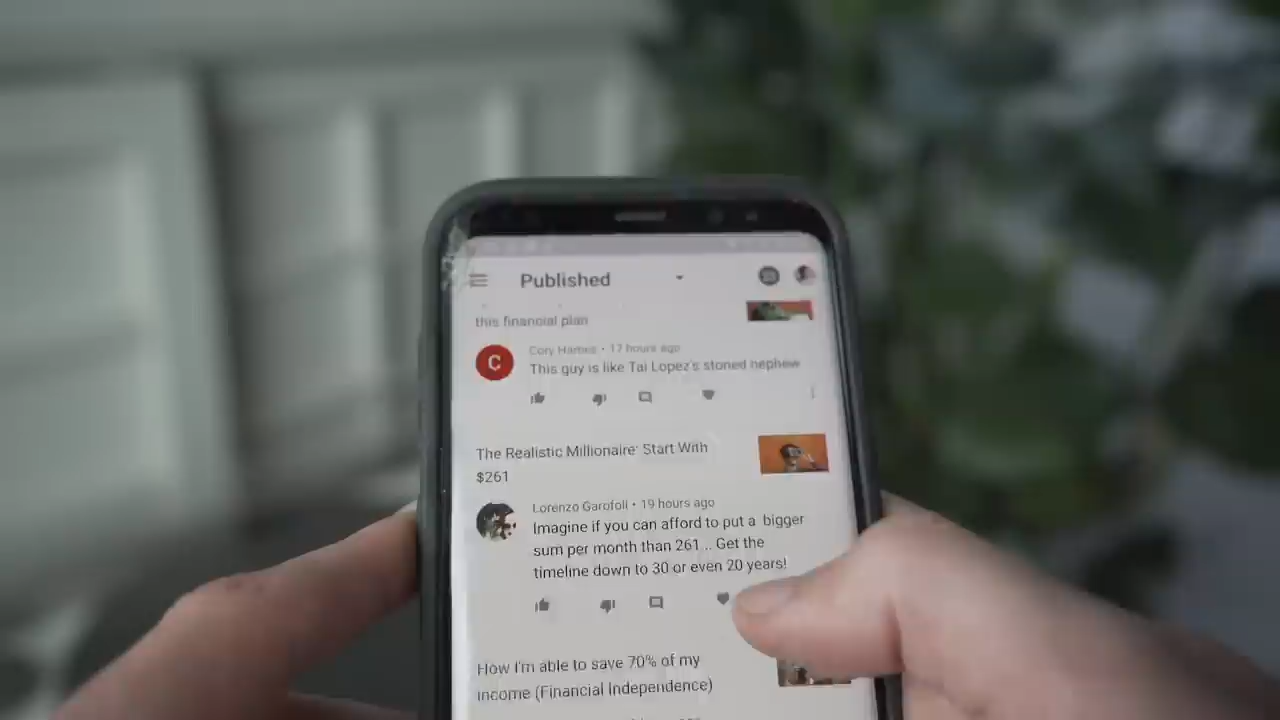 Published
this financial plan
C
Cory Harnes • 17 hours ago
This guy is like Tai Lopez's stoned nephew
The Realistic Millionaire: Start With
$261
Lorenzo Garofoli • 19 hours ago
Imagine if you can afford to put a bigger
sum per month than 261 .. Get the
timeline down to 30 or even 20 years!
How I'm able to save 70% of my
income (Financial Independence)